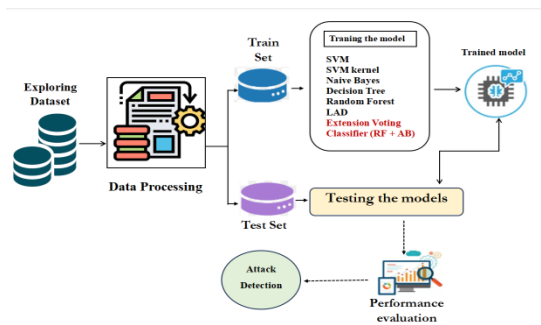 Exploring
Dataset
Data Processing
Train
Set
Traning the model
SVM
SVM kernel
Naive Bayes
Decision Tree
Random Forest
LAD
Extension Voting
Classifier (RF + AB)
Trained model
Test Set
Testing the models
Attack
Detection
Performance
evaluation